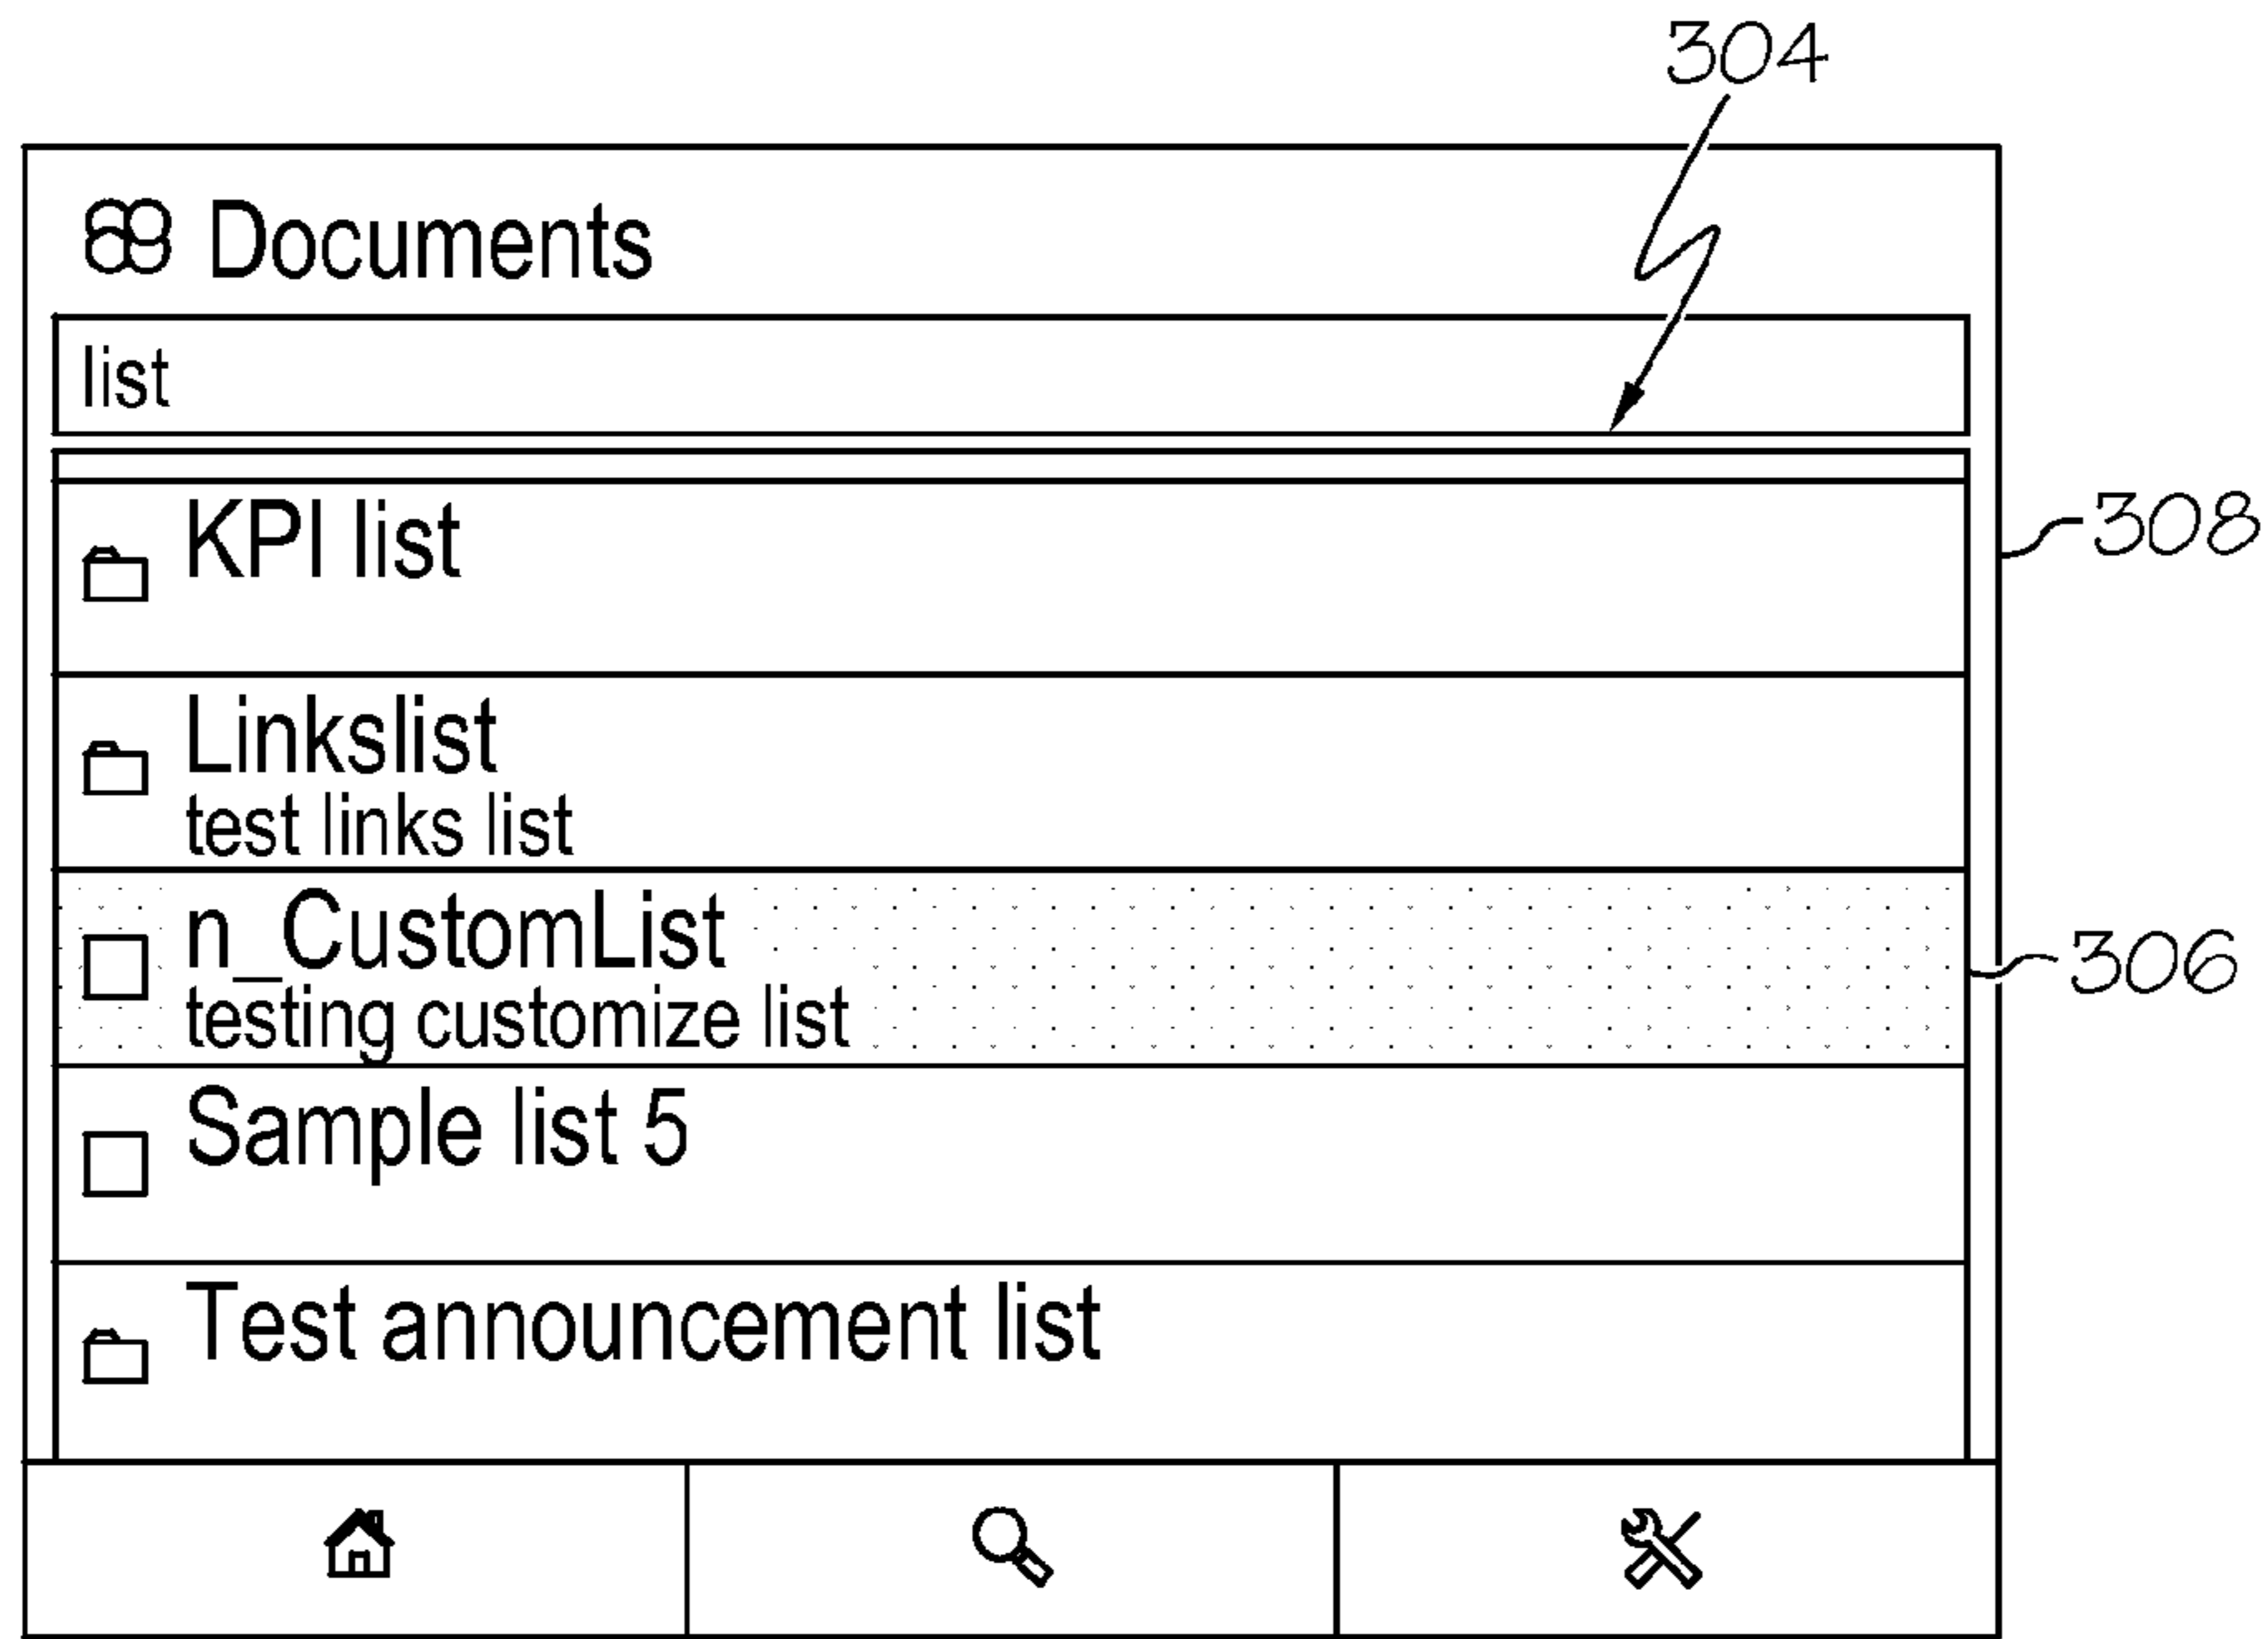 304
Documents
list
KPI list
308
Linkslist
test links list
n_CustomList
306
testing customize list
Sample list 5
Test announcement list